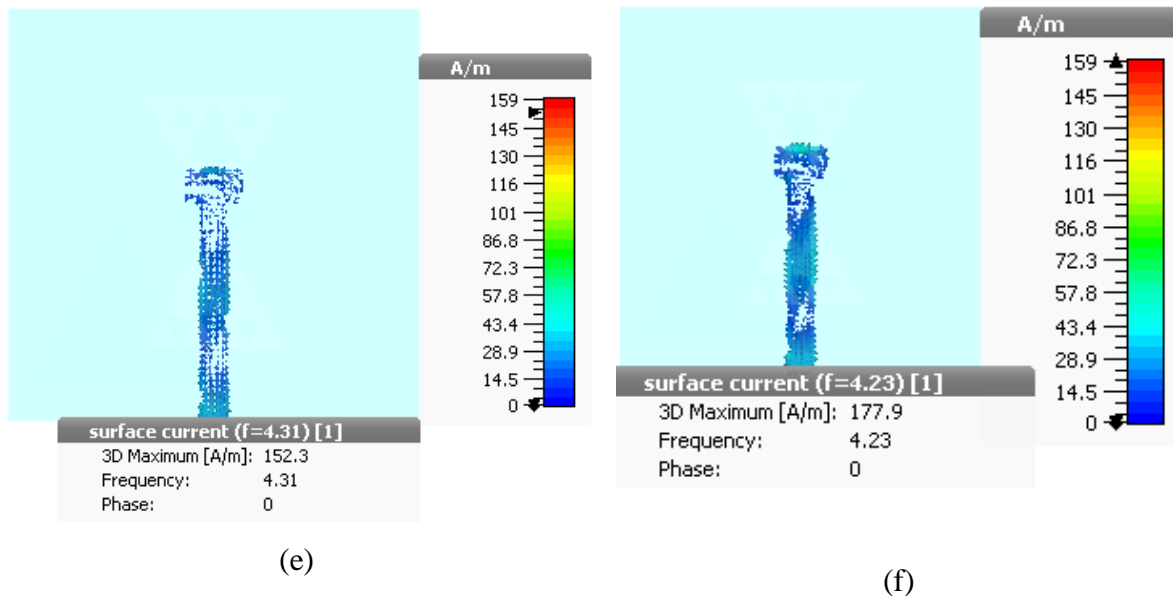 A/m
159
145
130
116
101
86.8
72.3
57.8
43.4
28.9
14.5
0
surface current (f=4.31) [1]
3D Maximum [A/m]: 152.3
Frequency: 4.31
Phase: 0
(e)
A/m
159
145
130
116
101
86.8
72.3
57.8
43.4
28.9
14.5
0
surface current (f=4.23) [1]
3D Maximum [A/m]: 177.9
Frequency: 4.23
Phase: 0
(f)